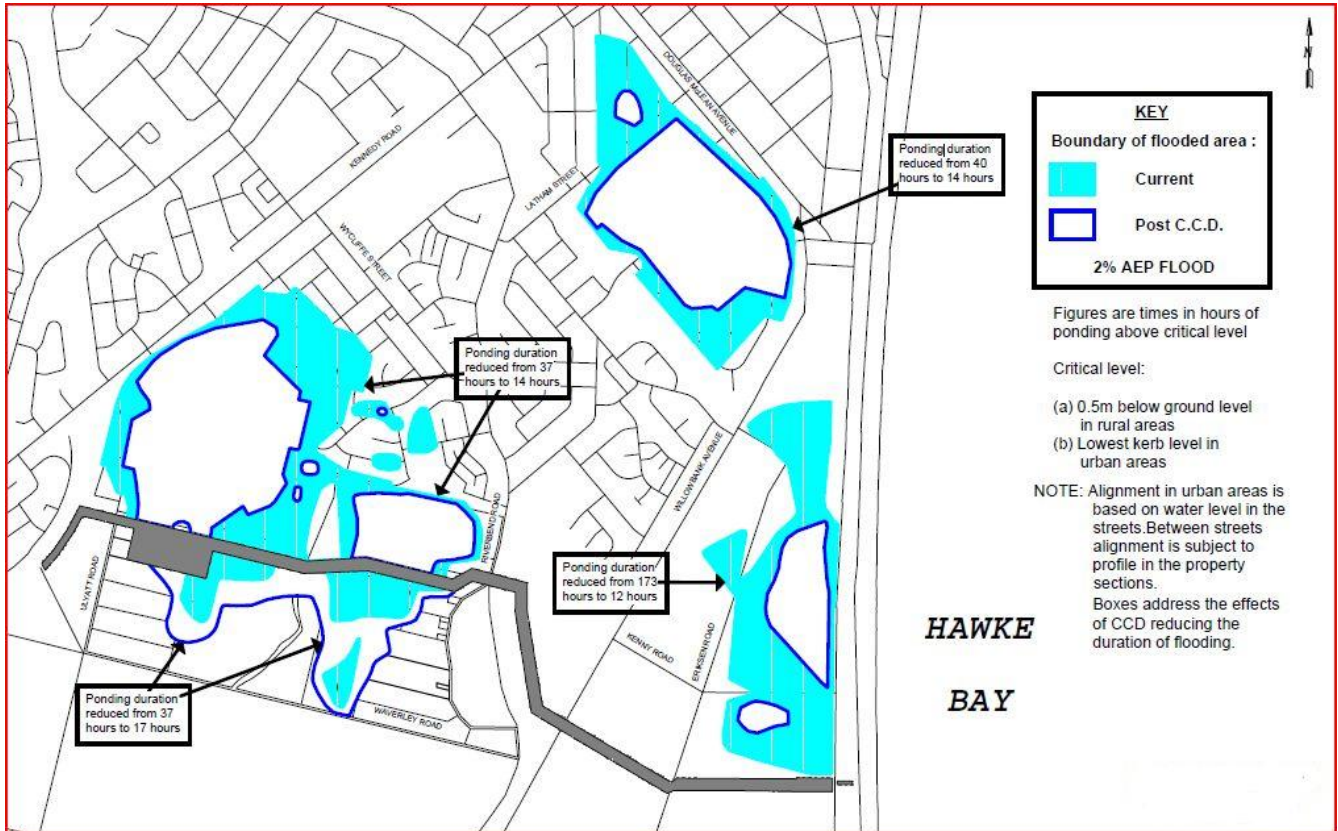 DOUGLAS McLEAN AVENUE
KENNEDY ROAD
LATHAM STREET
WYCLIFFE STREET
Ponding duration
reduced from 40
hours to 14 hours
Ponding duration
reduced from 37
hours to 14 hours
WILLOWBANK AVENUE
RIVERBEND ROAD
ULYATT ROAD
Ponding duration
reduced from 173
hours to 12 hours
KENNY ROAD
ERIKSEN ROAD
Ponding duration
reduced from 37
hours to 17 hours
WAVERLEY ROAD
HAWKE
BAY
N
KEY
Boundary of flooded area :
Current
Post C.C.D.
2% AEP FLOOD
Figures are times in hours of
ponding above critical level
Critical level:
(a) 0.5m below ground level
in rural areas
(b) Lowest kerb level in
urban areas
NOTE: Alignment in urban areas is
based on water level in the
streets.Between streets
alignment is subject to
profile in the property
sections.
Boxes address the effects
of CCD reducing the
duration of flooding.